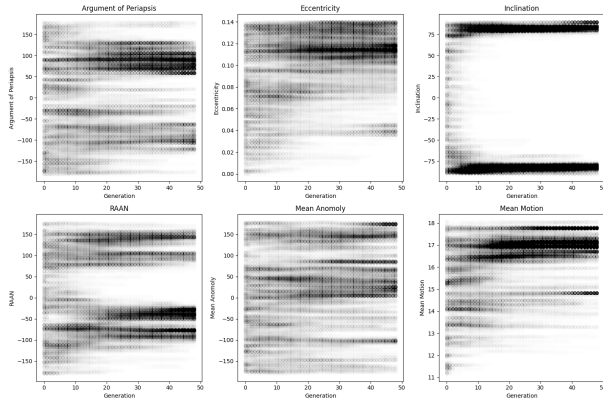 Argument of Periapsis
Argument of Periapsis
150
100
50
0
−50
−100
−150
0 10 20 30 40 50
Generation
Eccentricity
Eccentricity
0.14
0.12
0.10
0.08
0.06
0.04
0.02
0.00
0 10 20 30 40 50
Generation
Inclination
Inclination
75
50
25
0
−25
−50
−75
0 10 20 30 40 50
Generation
RAAN
RAAN
150
100
50
0
−50
−100
−150
0 10 20 30 40 50
Generation
Mean Anomoly
Mean Anomoly
150
100
50
0
−50
−100
−150
0 10 20 30 40 50
Generation
Mean Motion
Mean Motion
18
17
16
15
14
13
12
11
0 10 20 30 40 50
Generation